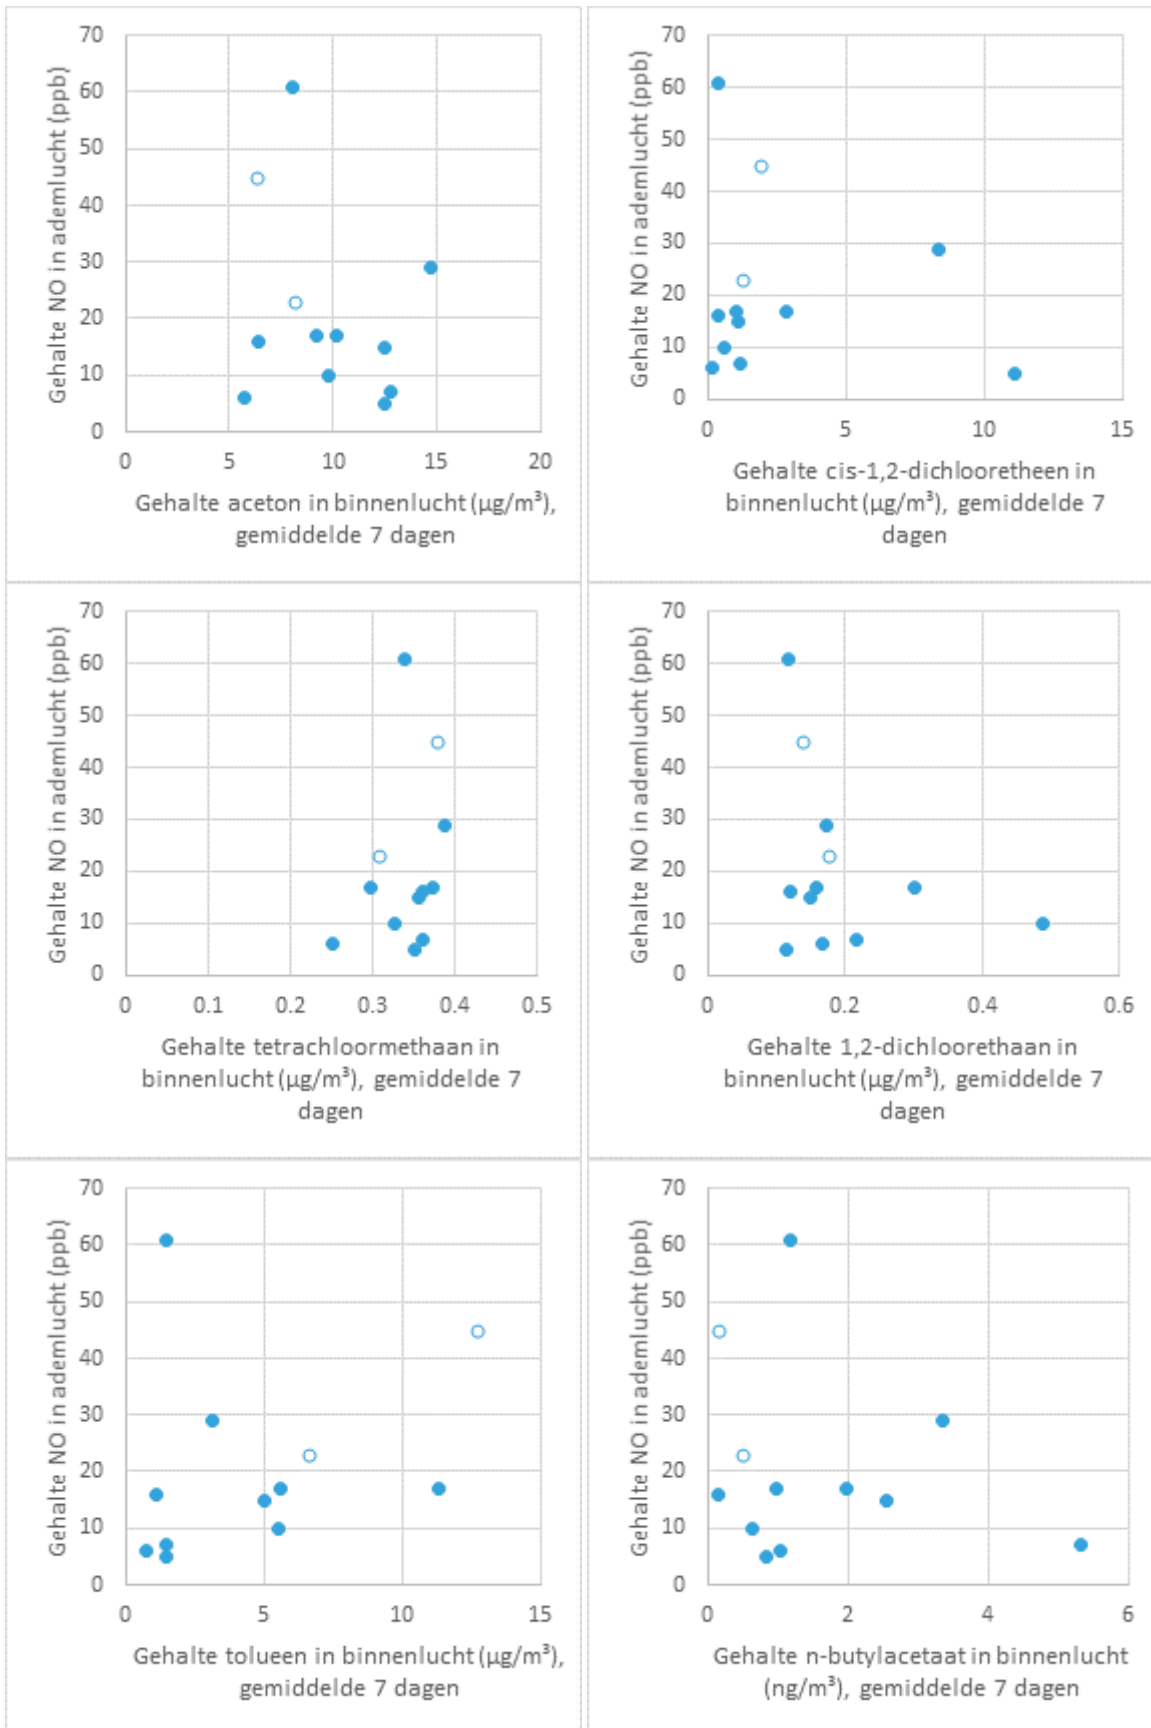 Gehalte NO in ademlucht (ppb)
70
60
50
40
30
20
10
0
0 5 10 15 20
Gehalte aceton in binnenlucht (µg/m³),
gemiddelde 7 dagen
Gehalte NO in ademlucht (ppb)
70
60
50
40
30
20
10
0
0 5 10 15
Gehalte cis-1,2-dichlooretheen in
binnenlucht (µg/m³), gemiddelde 7
dagen
Gehalte NO in ademlucht (ppb)
70
60
50
40
30
20
10
0
0 0.1 0.2 0.3 0.4 0.5
Gehalte tetrachloormethaan in
binnenlucht (µg/m³), gemiddelde 7
dagen
Gehalte NO in ademlucht (ppb)
70
60
50
40
30
20
10
0
0 0.2 0.4 0.6
Gehalte 1,2-dichloorethaan in
binnenlucht (µg/m³), gemiddelde 7
dagen
Gehalte NO in ademlucht (ppb)
70
60
50
40
30
20
10
0
0 5 10 15
Gehalte tolueen in binnenlucht (µg/m³),
gemiddelde 7 dagen
Gehalte NO in ademlucht (ppb)
70
60
50
40
30
20
10
0
0 2 4 6
Gehalte n-butylacetaat in binnenlucht
(ng/m³), gemiddelde 7 dagen